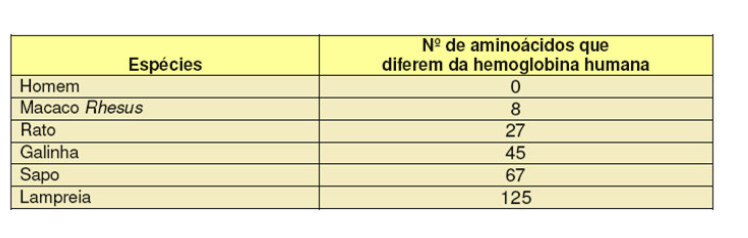 Espécies
Nº de aminoácidos que
diferem da hemoglobina humana
Homem 0
Macaco Rhesus 8
Rato 27
Galinha 45
Sapo 67
Lampreia 125